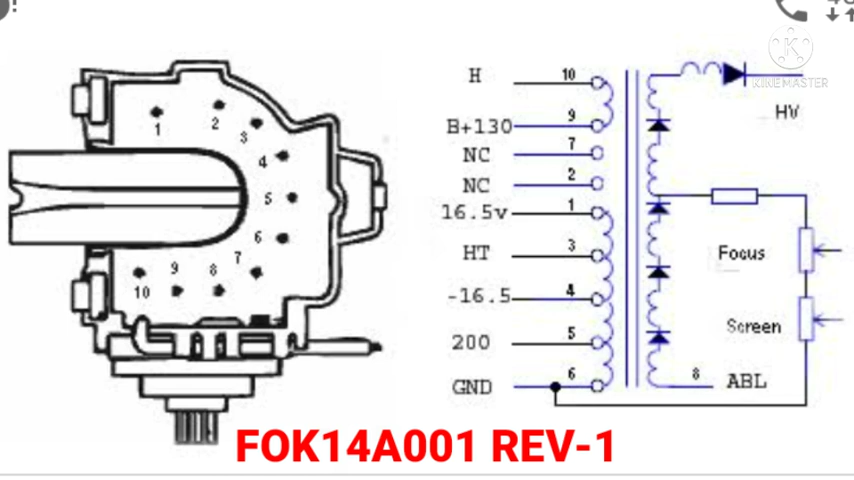 !
K
KINEMASTER
1
2
3
4
5
6
7
8
9
10
H 10
B+130 9
NC 7
NC 2
16.5v 1
HT 3
-16.5 4
200 5
GND 6
HV
Focus
Screen
8 ABL
FOK14A001 REV-1